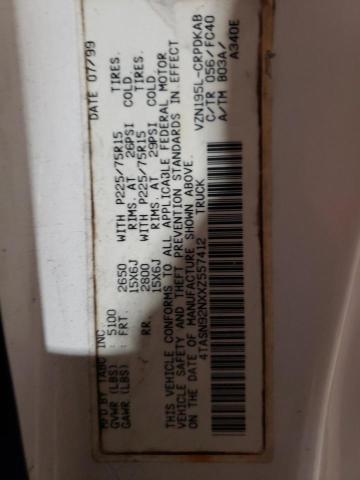 MFD BY TABC INC DATE 07/99
GVWR (LBS) : 5100
GAWR (LBS) : FRT. 2650 WITH P225/75R15 TIRES.
15X6J RIMS. AT 26PSI COLD.
RR 2800 WITH P225/75R15 TIRES.
15X6J RIMS. AT 29PSI COLD.
THIS VEHICLE CONFORMS TO ALL APPLICABLE FEDERAL MOTOR
VEHICLE SAFETY AND THEFT PREVENTION STANDARDS IN EFFECT
ON THE DATE OF MANUFACTURE SHOWN ABOVE.
4TASN92NXXZ557412 TRUCK
VZN195L-CRPDKAB
C/TR 056/FC40
A/TM B03A/
A340E